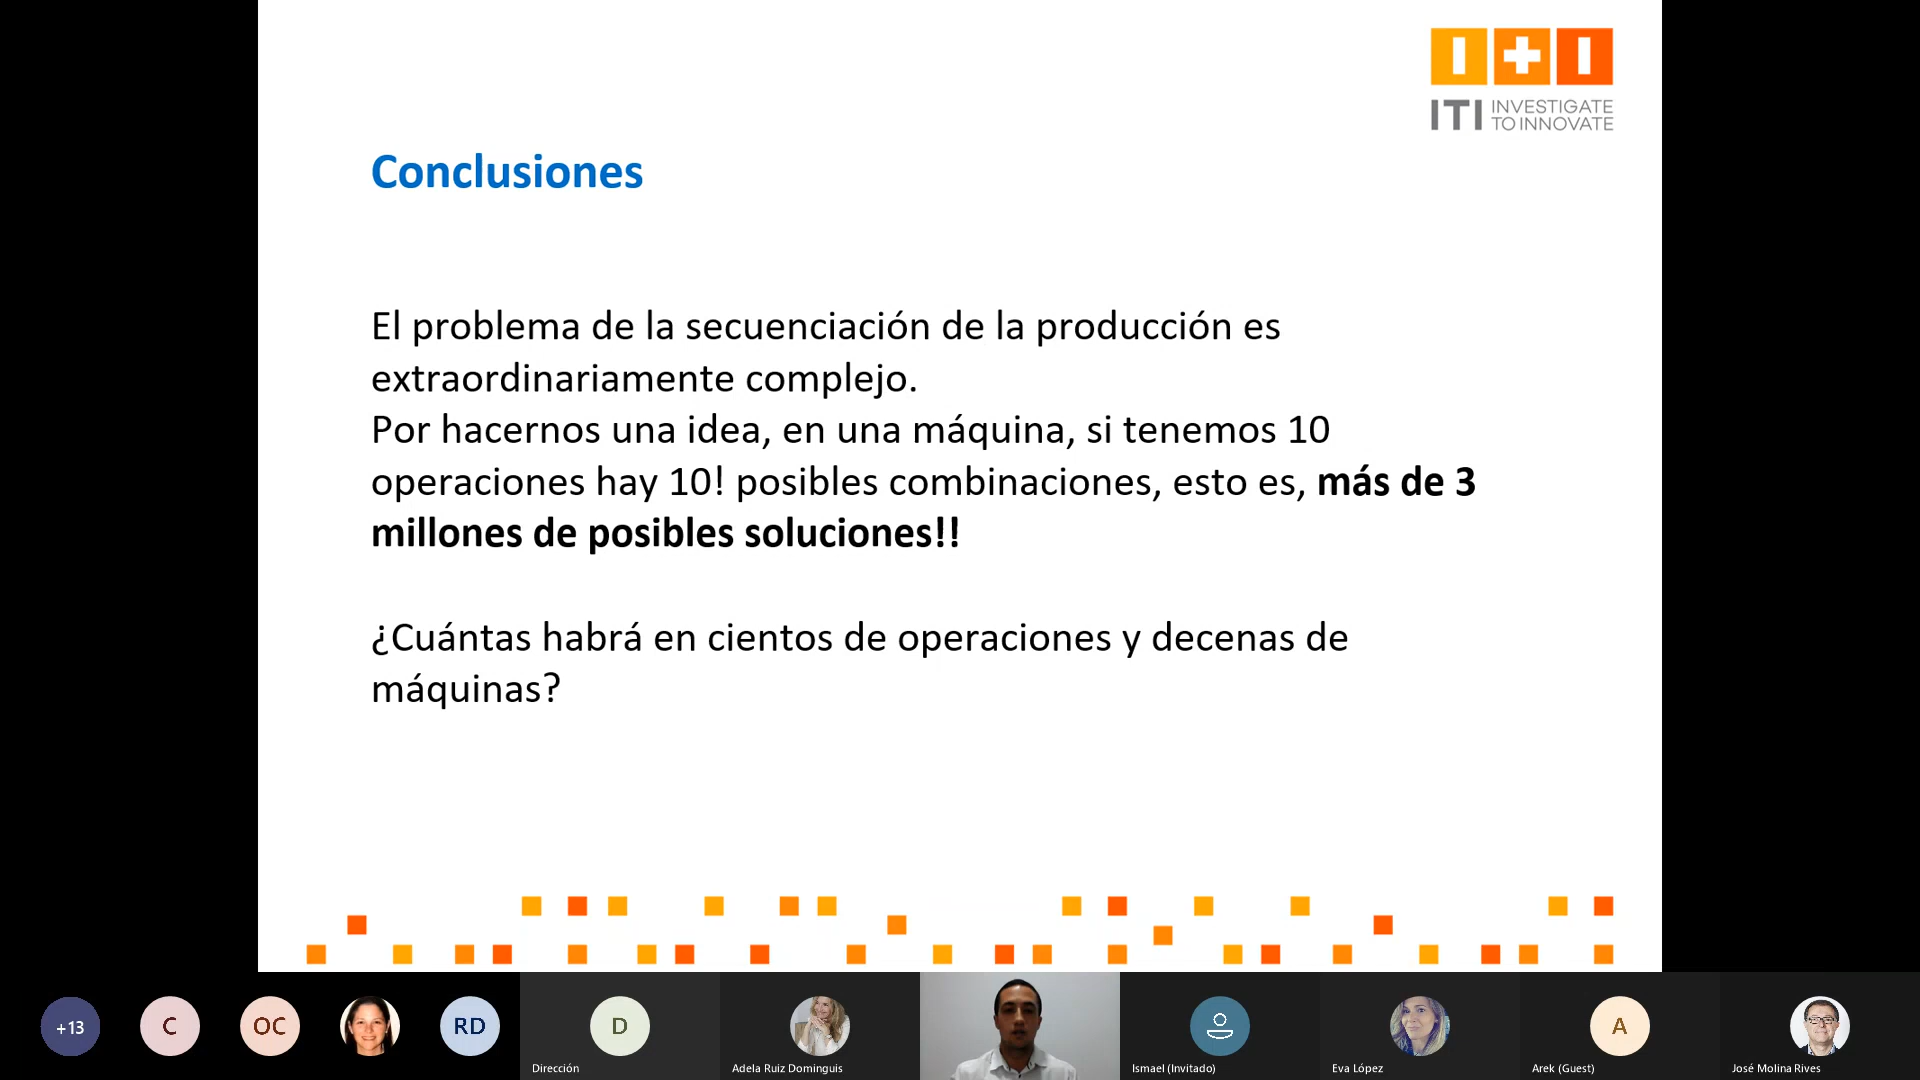 ITI INVESTIGATE
TO INNOVATE
Conclusiones
El problema de la secuenciación de la producción es
extraordinariamente complejo.
Por hacernos una idea, en una máquina, si tenemos 10
operaciones hay 10! posibles combinaciones, esto es, más de 3
millones de posibles soluciones!!
¿Cuántas habrá en cientos de operaciones y decenas de
máquinas?
+13
C
OC
RD
D
Dirección
Adela Ruiz Dominguis
Ismael (Invitado)
Eva López
A
Arek (Guest)
José Molina Rives